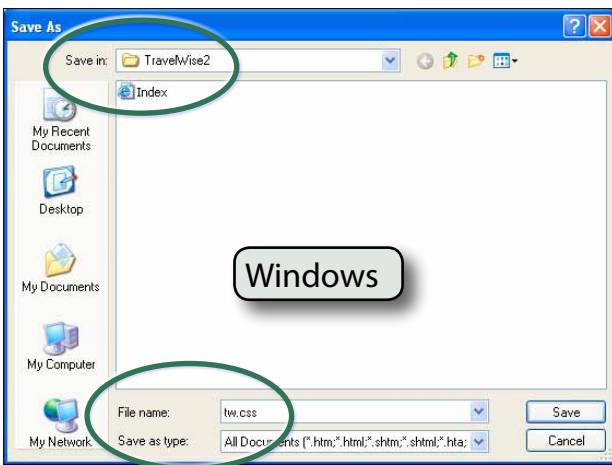 Save As
Save in: TravelWise2
Index
My Recent
Documents
Desktop
My Documents
Windows
My Computer
File name: tw.css Save
My Network Save as type: All Documents (*.htm;*.html;*.shtm;*.shtml;*.hta; Cancel